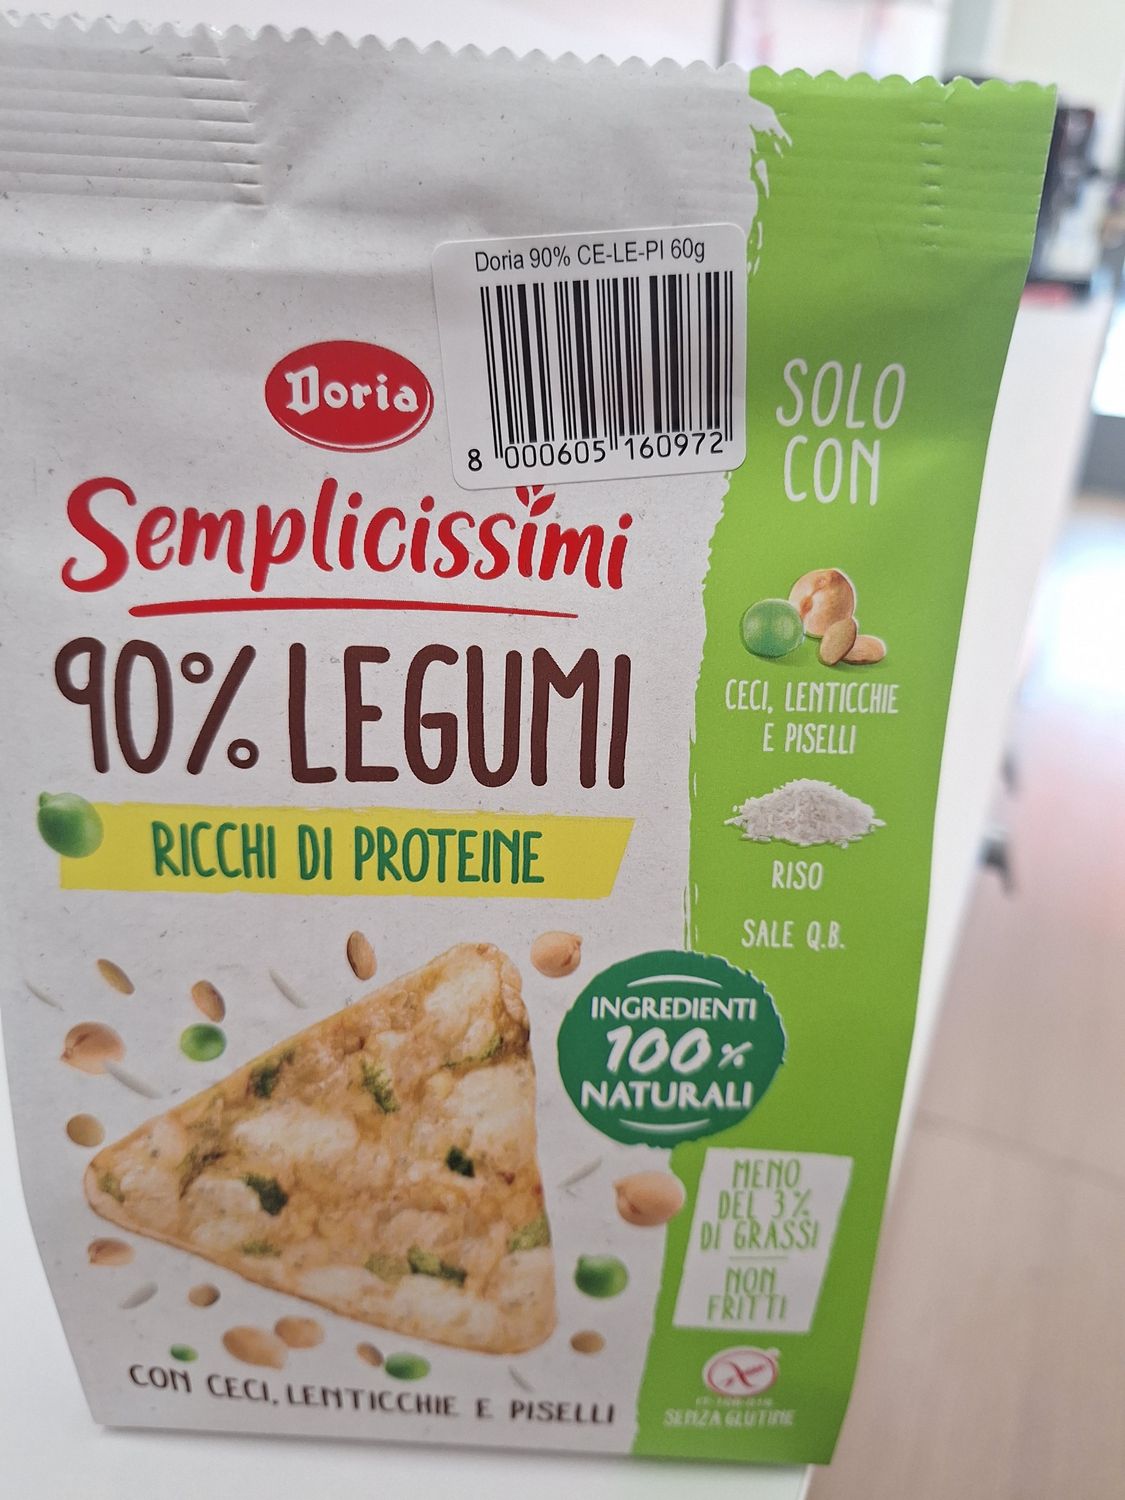 Doria 90% CE-LE-PI 60g
8 000605 160972
Doria
Semplicissimi
90% LEGUMI
RICCHI DI PROTEINE
CON CECI, LENTICCHIE E PISELLI
SOLO
CON
CECI, LENTICCHIE
E PISELLI
RISO
SALE Q.B.
INGREDIENTI
100%
NATURALI
MENO
DEL 3%
DI GRASSI
NON
FRITTI
SENZA GLUTINE